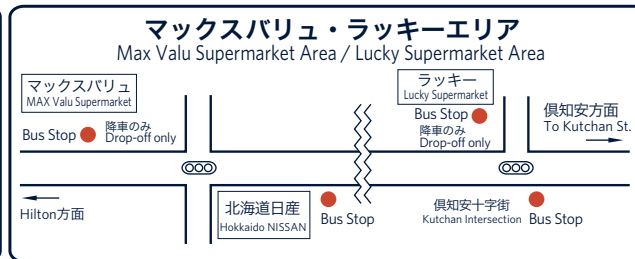 マックスバリュ・ラッキーエリア
Max Valu Supermarket Area / Lucky Supermarket Area
マックスバリュ
MAX Valu Supermarket
Bus Stop
降車のみ
Drop-off only
ラッキー
Lucky Supermarket
Bus Stop
降車のみ
Drop-off only
倶知安方面
To Kutchan St.
Hilton方面
北海道日産
Hokkaido NISSAN
Bus Stop
倶知安十字街
Kutchan Intersection
Bus Stop